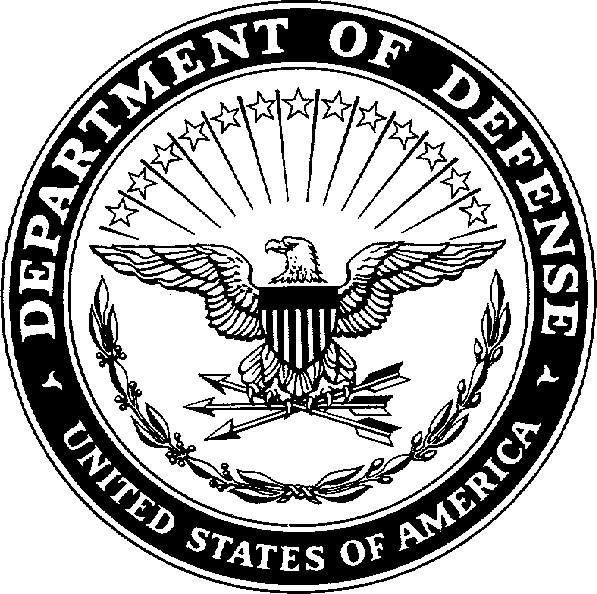 DEPARTMENT OF DEFENSE
UNITED STATES OF AMERICA